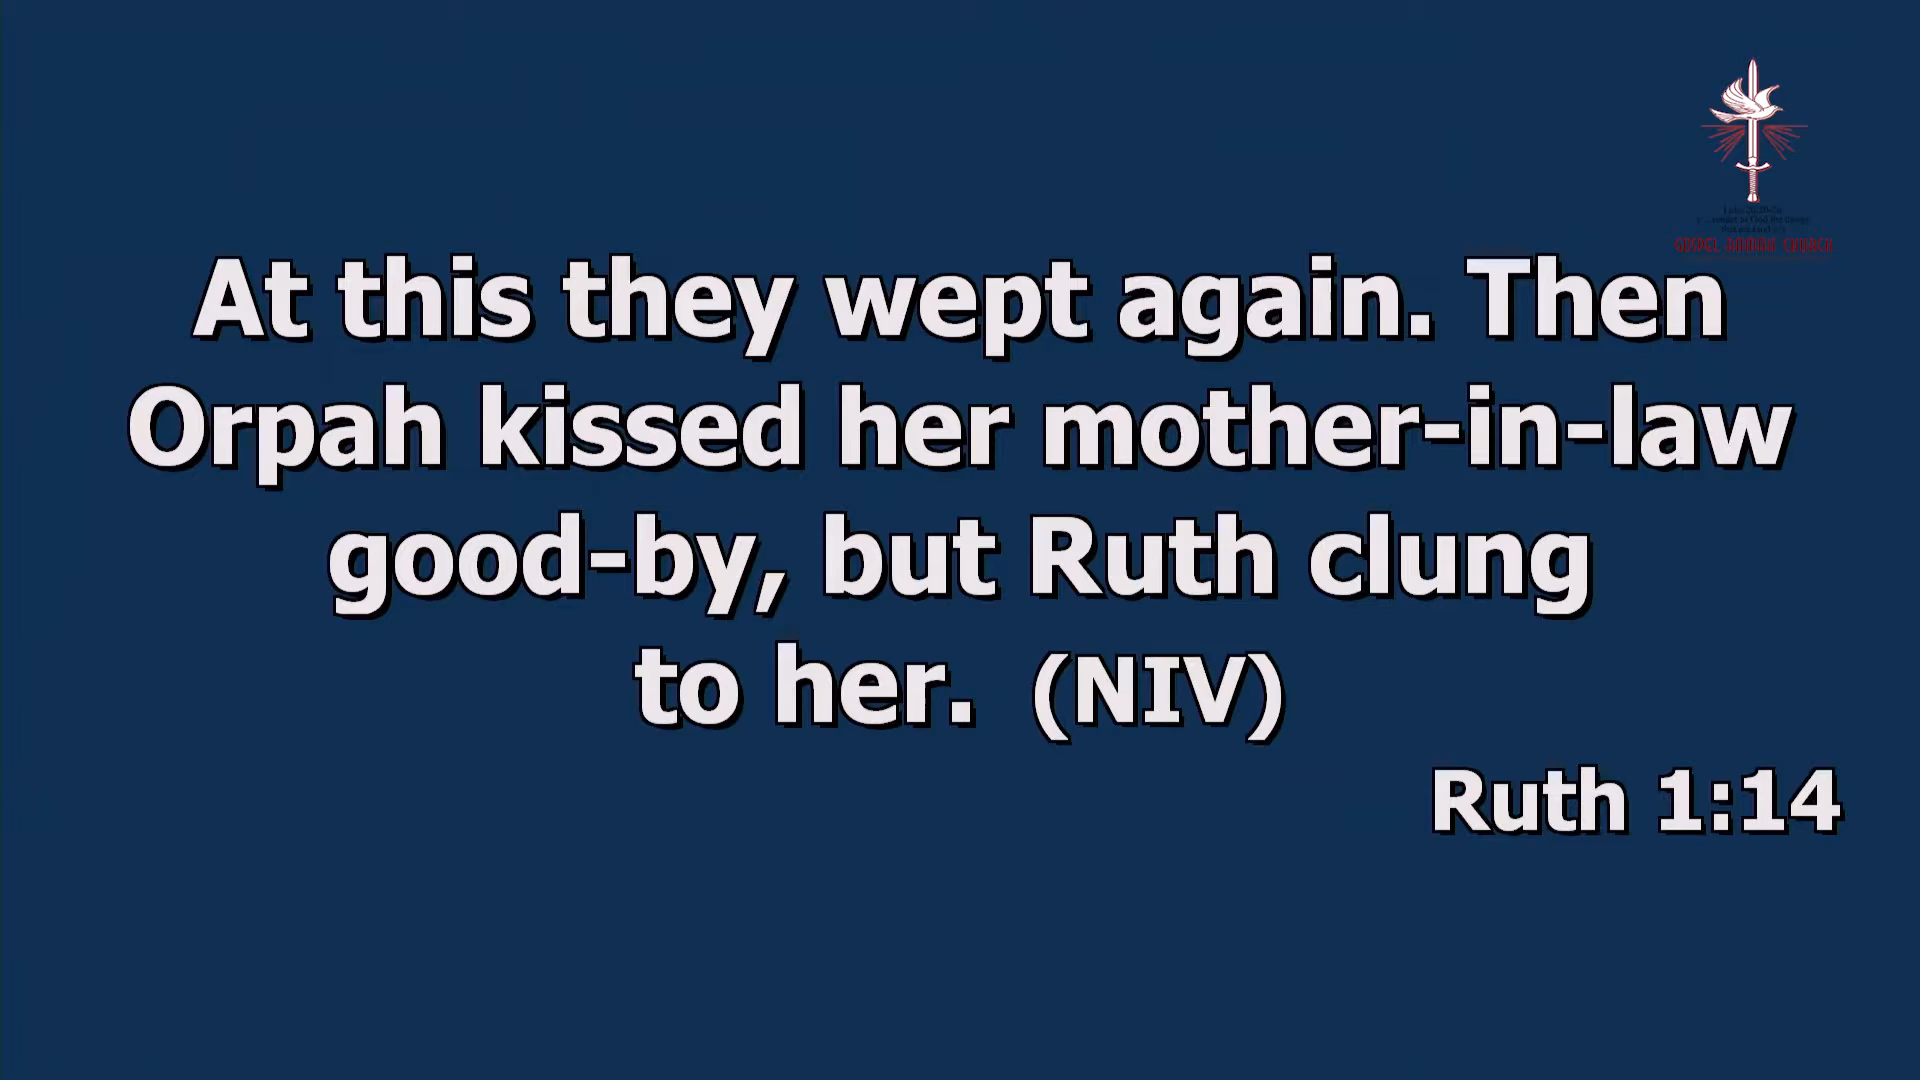 At this they wept again. Then
Orpah kissed her mother-in-law
good-by, but Ruth clung
to her.  (NIV)
Ruth 1:14